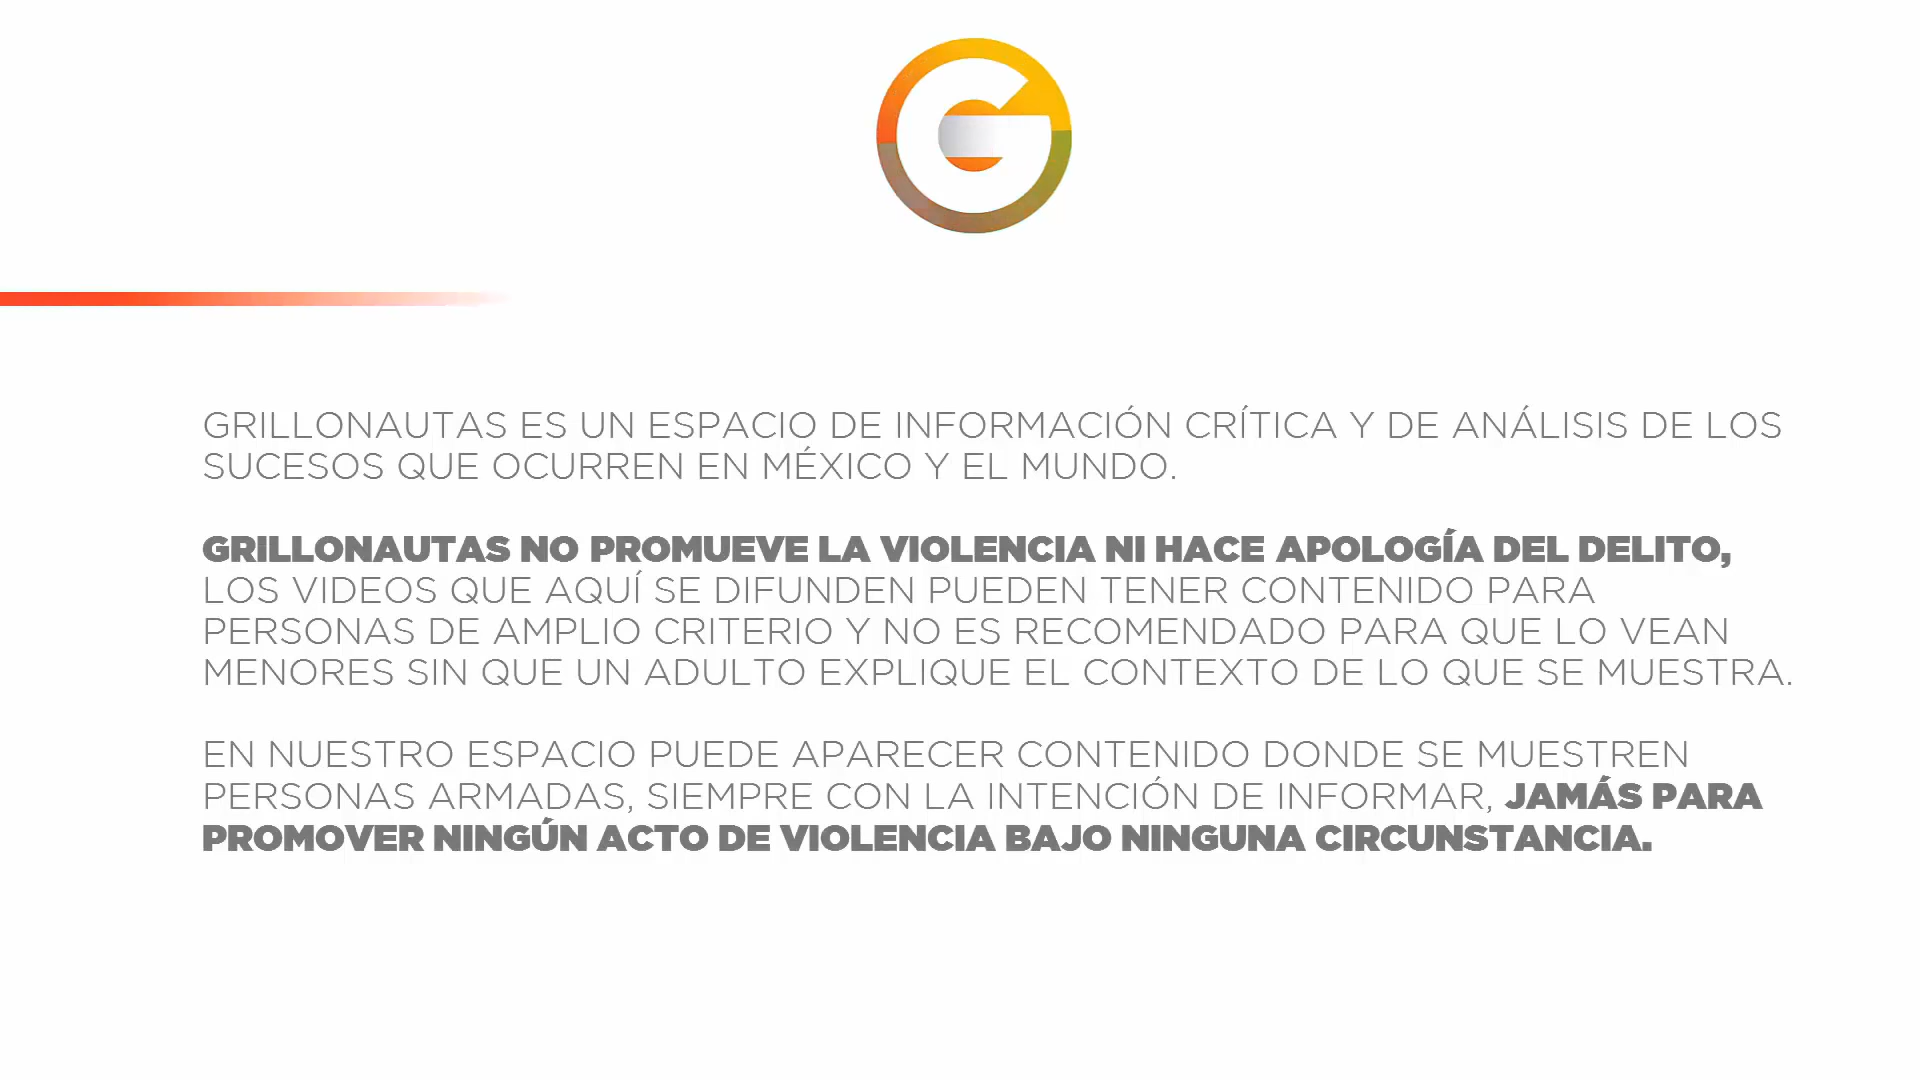 G
GRILLONAUTAS ES UN ESPACIO DE INFORMACIÓN CRÍTICA Y DE ANÁLISIS DE LOS
SUCESOS QUE OCURREN EN MÉXICO Y EL MUNDO.
GRILLONAUTAS NO PROMUEVE LA VIOLENCIA NI HACE APOLOGÍA DEL DELITO,
LOS VIDEOS QUE AQUÍ SE DIFUNDEN PUEDEN TENER CONTENIDO PARA
PERSONAS DE AMPLIO CRITERIO Y NO ES RECOMENDADO PARA QUE LO VEAN
MENORES SIN QUE UN ADULTO EXPLIQUE EL CONTEXTO DE LO QUE SE MUESTRA.
EN NUESTRO ESPACIO PUEDE APARECER CONTENIDO DONDE SE MUESTREN
PERSONAS ARMADAS, SIEMPRE CON LA INTENCIÓN DE INFORMAR, JAMÁS PARA
PROMOVER NINGÚN ACTO DE VIOLENCIA BAJO NINGUNA CIRCUNSTANCIA.